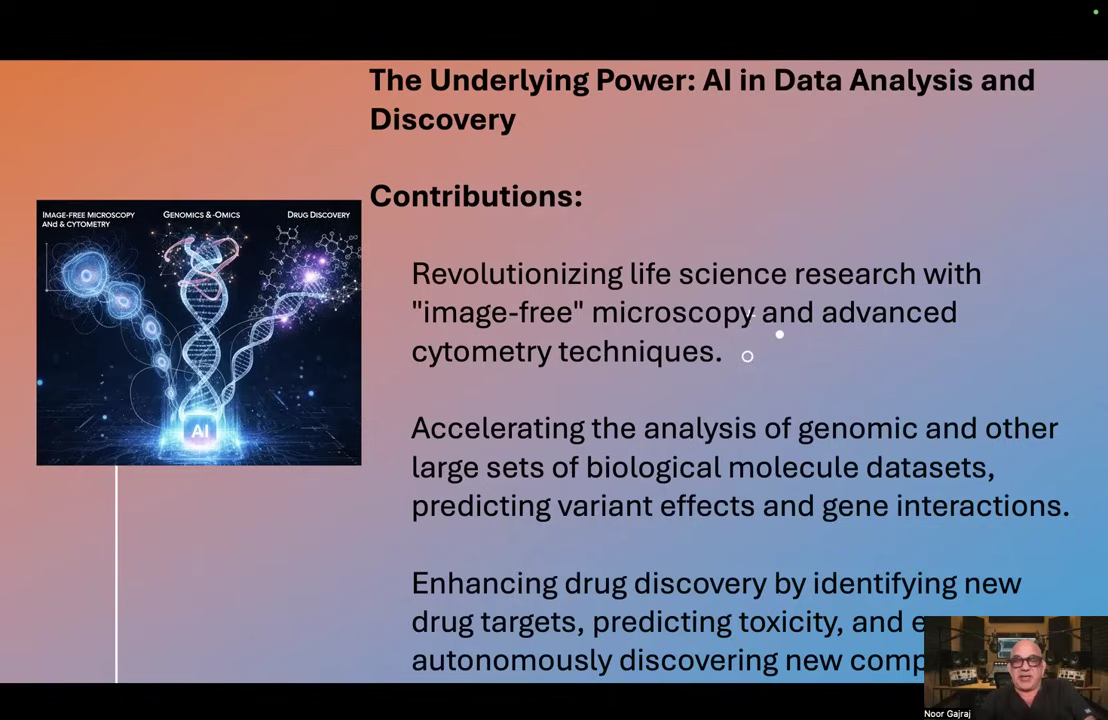 The Underlying Power: AI in Data Analysis and
Discovery
Contributions:
IMAGE-FREE MICROSCOPY
ANd & CYTOMETRY
GENOMICS & -OMICS
DRUG DISCOVERY
AI
Revolutionizing life science research with
"image-free" microscopy and advanced
cytometry techniques.
Accelerating the analysis of genomic and other
large sets of biological molecule datasets,
predicting variant effects and gene interactions.
Enhancing drug discovery by identifying new
drug targets, predicting toxicity, and
autonomously discovering new
Noor Gajraj